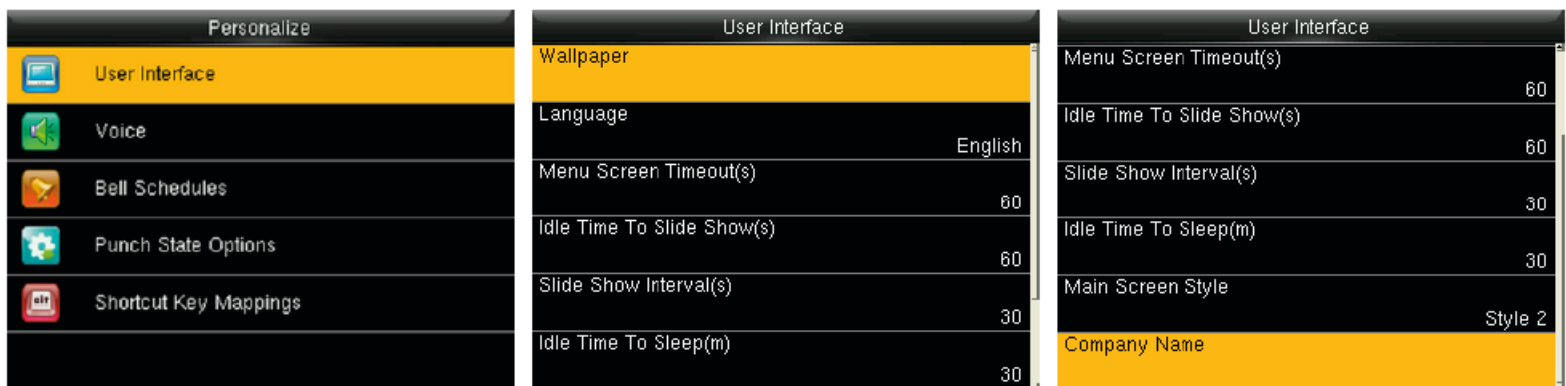 Personalize
User Interface
Voice
Bell Schedules
Punch State Options
alt
Shortcut Key Mappings
User Interface
Wallpaper
Language
English
Menu Screen Timeout(s)
60
Idle Time To Slide Show(s)
60
Slide Show Interval(s)
30
Idle Time To Sleep(m)
30
User Interface
Menu Screen Timeout(s)
60
Idle Time To Slide Show(s)
60
Slide Show Interval(s)
30
Idle Time To Sleep(m)
30
Main Screen Style
Style 2
Company Name